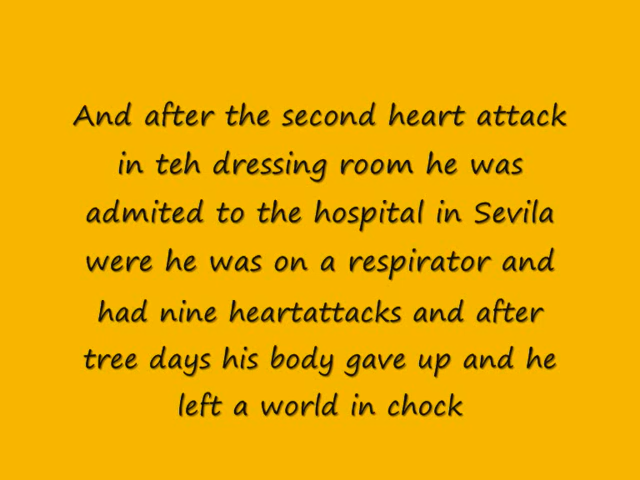 And after the second heart attack
in teh dressing room he was
admited to the hospital in Sevila
were he was on a respirator and
had nine heartattacks and after
tree days his body gave up and he
left a world in chock